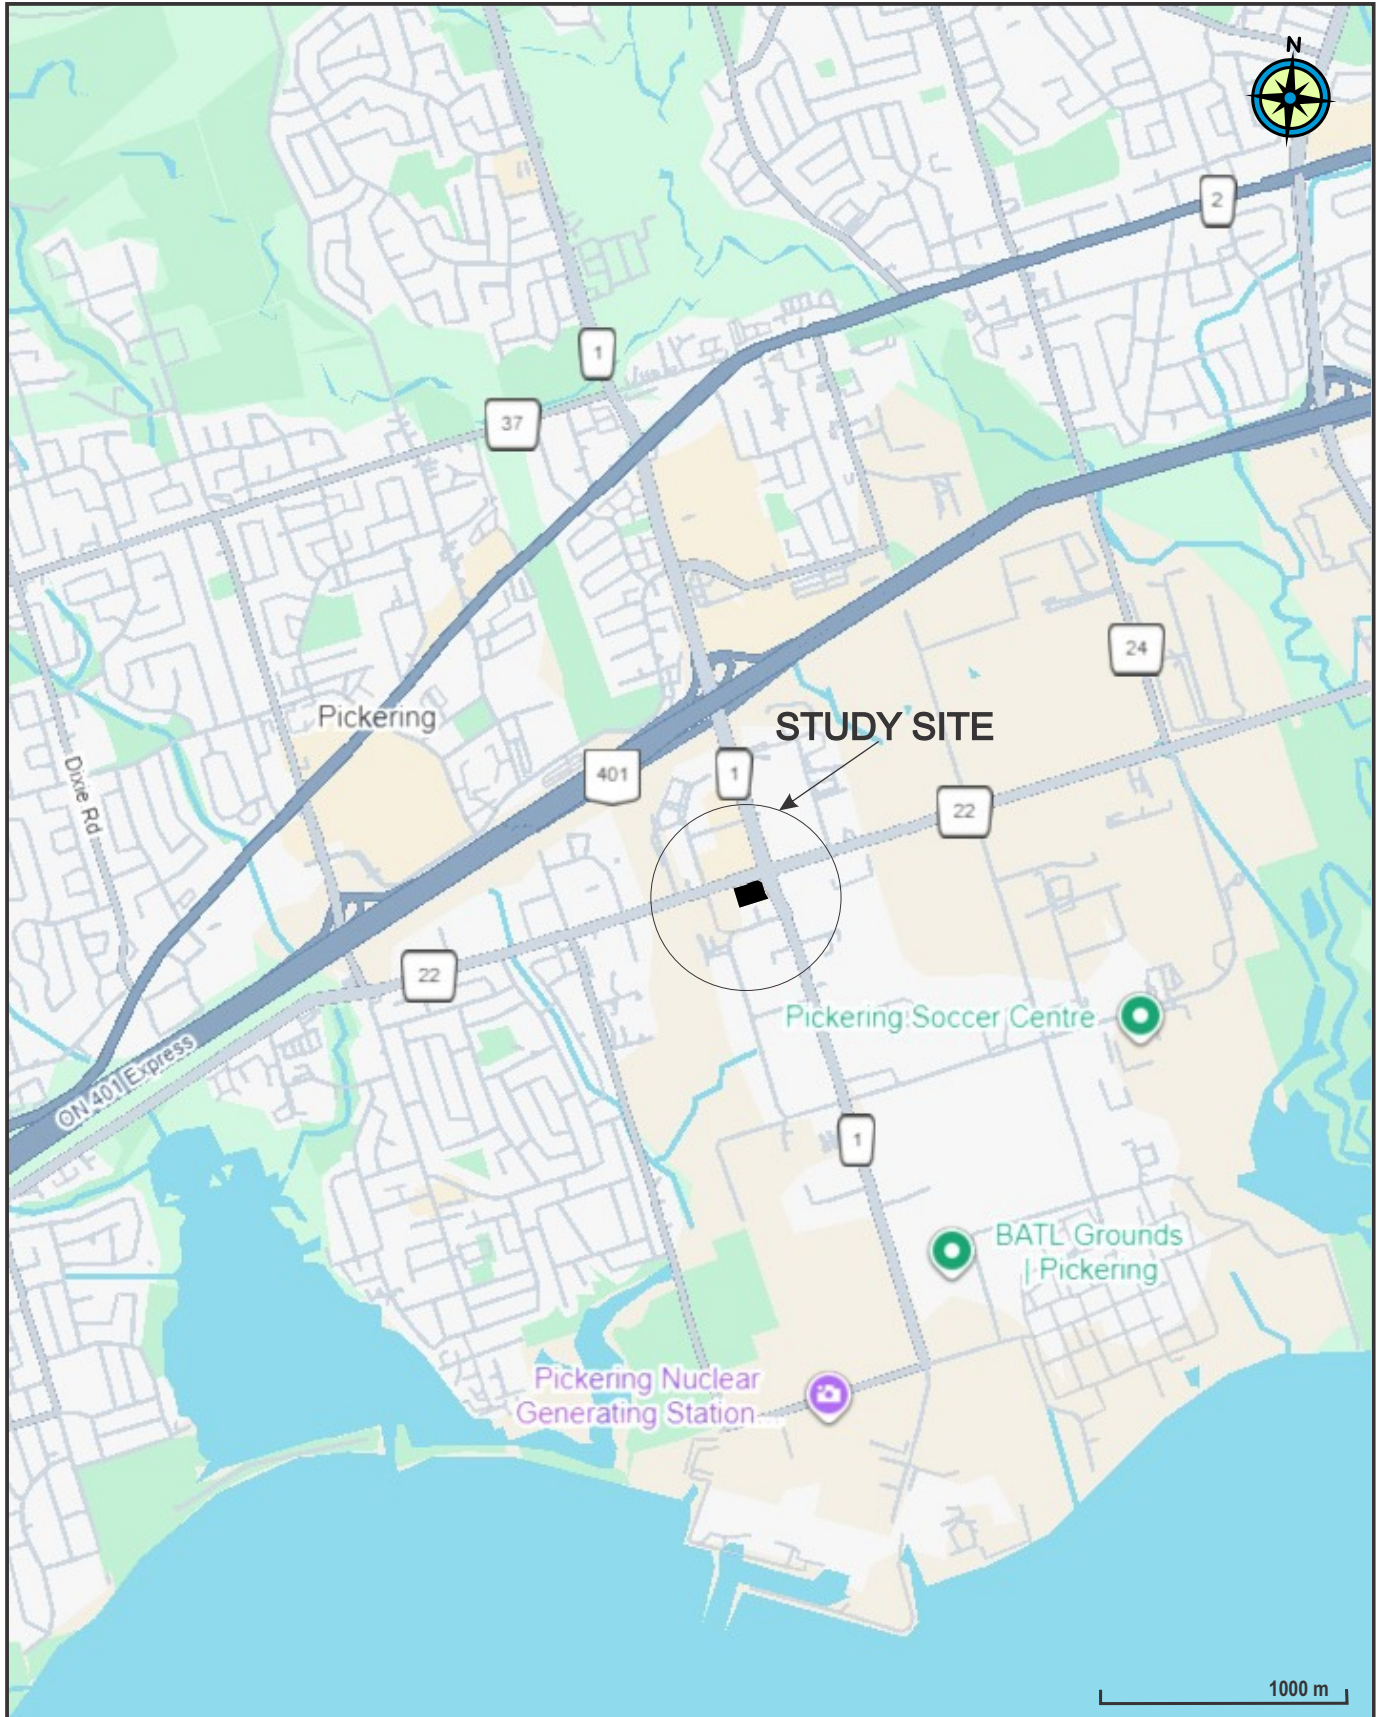 N
2
1
37
24
Pickering
STUDY SITE
401
1
22
Dixie Rd
22
Pickering Soccer Centre
ON 401 Express
1
BATL Grounds
| Pickering
Pickering Nuclear
Generating Station...
1000 m